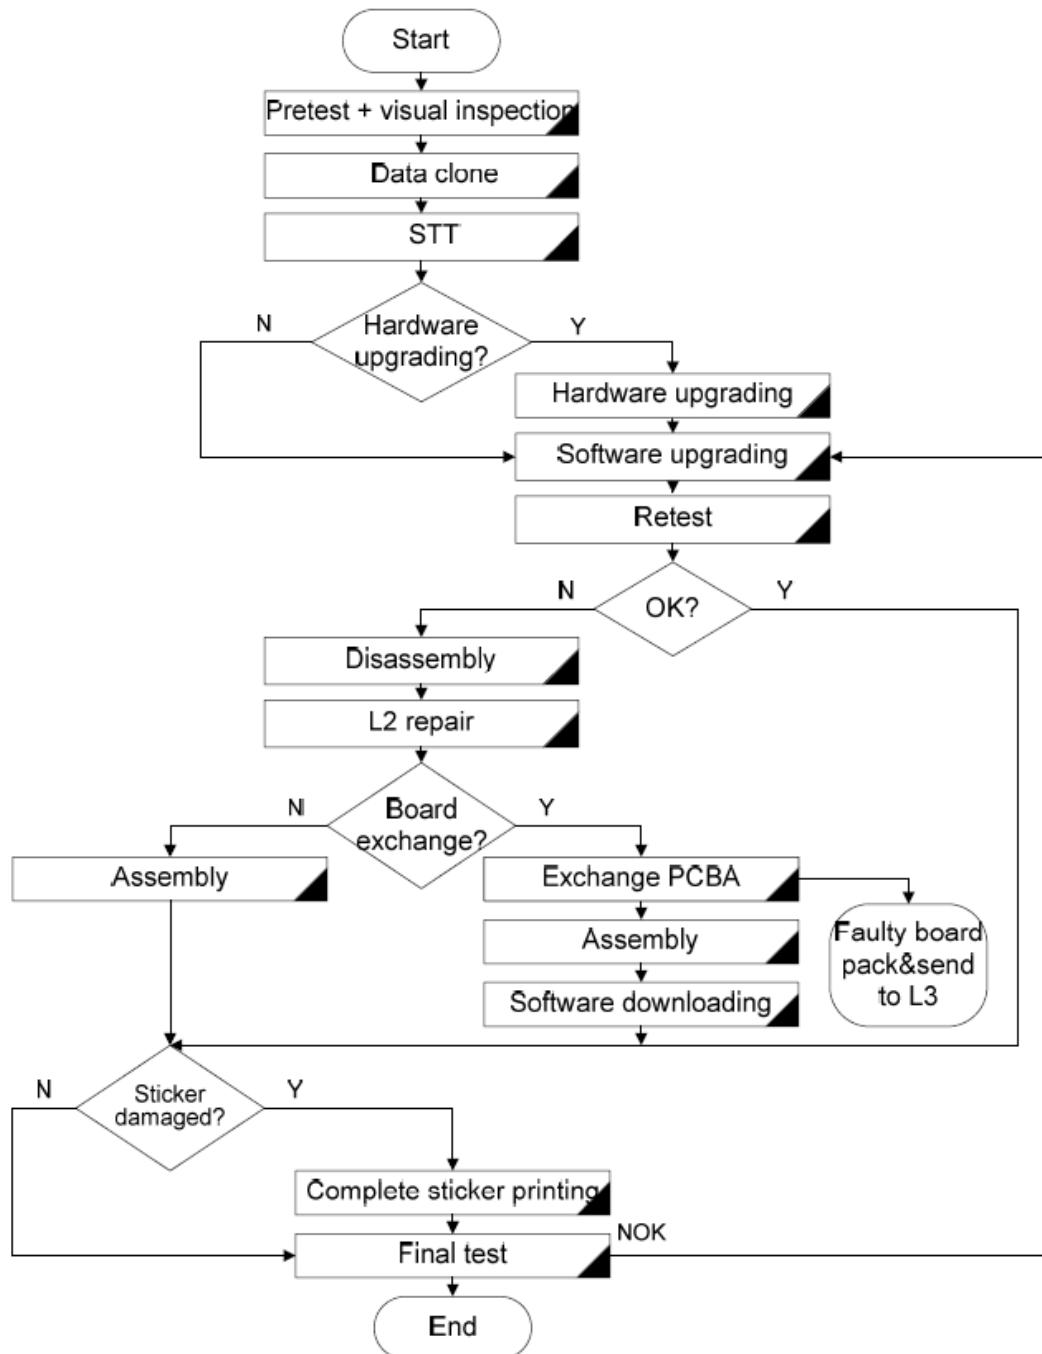 Start
Pretest + visual inspection
Data clone
STT
N
Hardware
upgrading?
Y
Hardware upgrading
Software upgrading
Retest
N
OK?
Y
Disassembly
L2 repair
N
Board
exchange?
Y
Assembly
Exchange PCBA
Assembly
Software downloading
Faulty board
pack&send
to L3
N
Sticker
damaged?
Y
Complete sticker printing
Final test
NOK
End